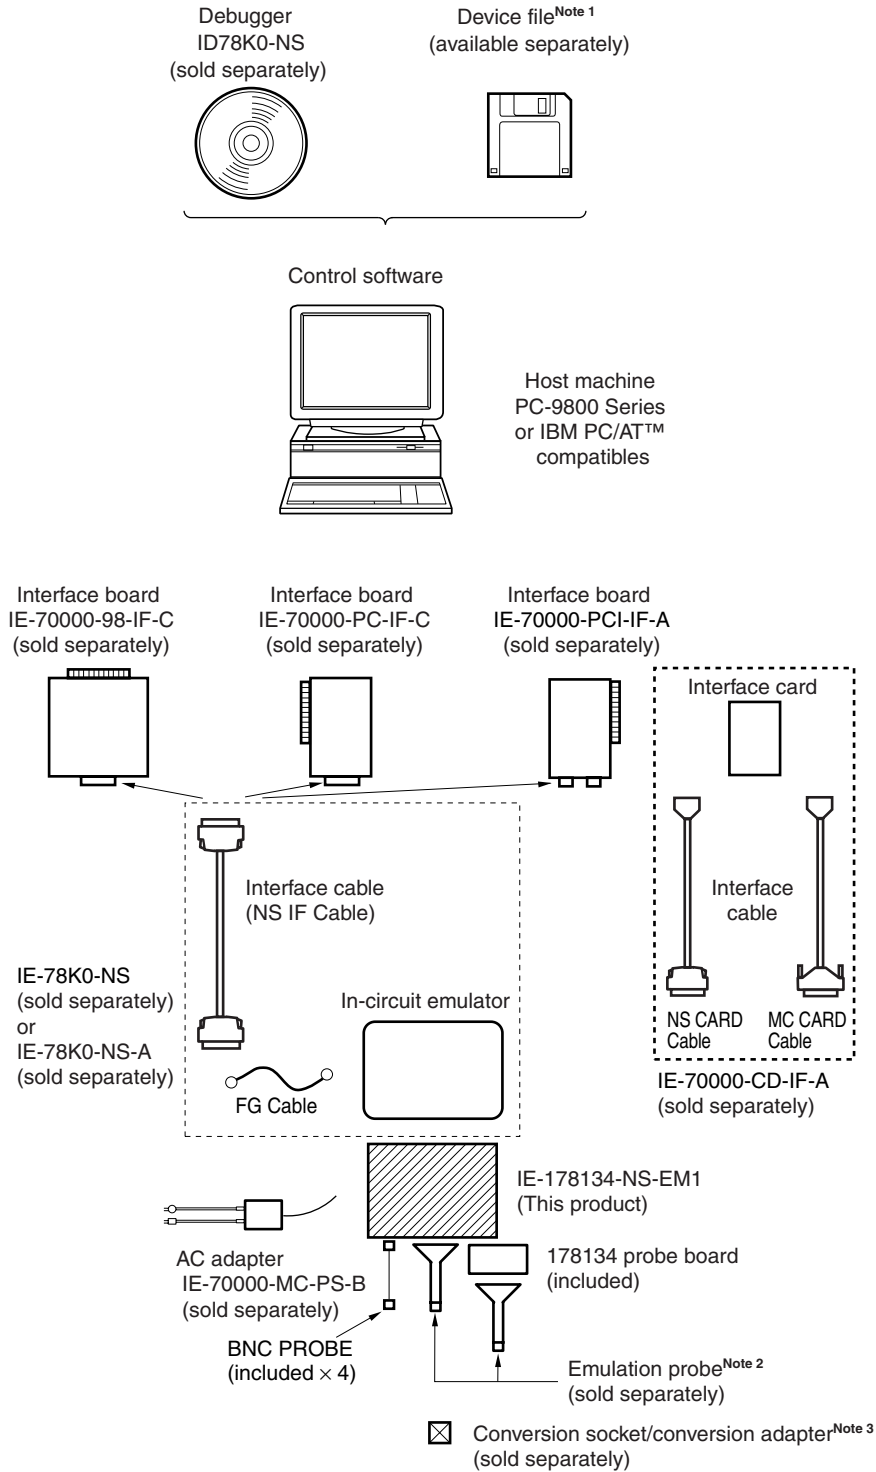 Debugger
ID78K0-NS
(sold separately)
Device file Note 1
(available separately)
Control software
Host machine
PC-9800 Series
or IBM PC/AT™
compatibles
Interface board
IE-70000-98-IF-C
(sold separately)
Interface board
IE-70000-PC-IF-C
(sold separately)
Interface board
IE-70000-PCI-IF-A
(sold separately)
Interface card
Interface
cable
NS CARD
Cable
MC CARD
Cable
IE-70000-CD-IF-A
(sold separately)
Interface cable
(NS IF Cable)
IE-78K0-NS
(sold separately)
or
IE-78K0-NS-A
(sold separately)
In-circuit emulator
FG Cable
IE-178134-NS-EM1
(This product)
AC adapter
IE-70000-MC-PS-B
(sold separately)
178134 probe board
(included)
BNC PROBE
(included × 4)
Emulation probe Note 2
(sold separately)
Conversion socket/conversion adapter Note 3
(sold separately)